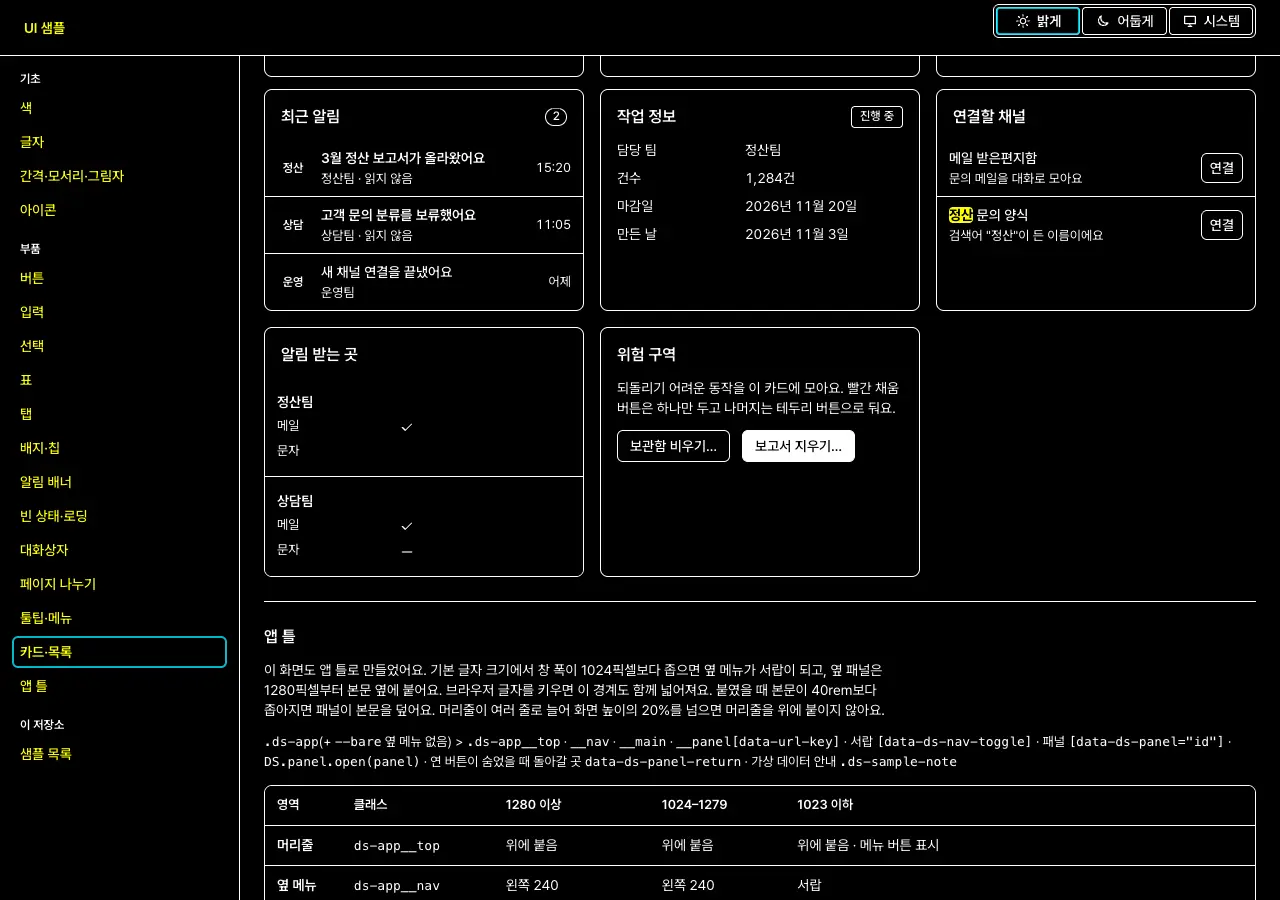 UI 샘플
밝게
어둡게
시스템
기초
색
글자
간격·모서리·그림자
아이콘
부품
버튼
입력
선택
표
탭
배지·칩
알림 배너
빈 상태·로딩
대화상자
페이지 나누기
툴팁·메뉴
카드·목록
앱 틀
이 저장소
샘플 목록
최근 알림
2
정산
3월 정산 보고서가 올라왔어요
정산팀 · 읽지 않음
15:20
상담
고객 문의 분류를 보류했어요
상담팀 · 읽지 않음
11:05
운영
새 채널 연결을 끝냈어요
운영팀
어제
작업 정보
진행 중
담당 팀
정산팀
건수
1,284건
마감일
2026년 11월 20일
만든 날
2026년 11월 3일
연결할 채널
메일 받은편지함
문의 메일을 대화로 모아요
연결
정산 문의 양식
검색어 "정산"이 든 이름이에요
연결
알림 받는 곳
정산팀
메일
문자
상담팀
메일
문자
위험 구역
되돌리기 어려운 동작을 이 카드에 모아요. 빨간 채움
버튼은 하나만 두고 나머지는 테두리 버튼으로 둬요.
보관함 비우기…
보고서 지우기…
앱 틀
이 화면도 앱 틀로 만들었어요. 기본 글자 크기에서 창 폭이 1024픽셀보다 좁으면 옆 메뉴가 서랍이 되고, 옆 패널은
1280픽셀부터 본문 옆에 붙어요. 브라우저 글자를 키우면 이 경계도 함께 넓어져요. 붙였을 때 본문이 40rem보다
좁아지면 패널이 본문을 덮어요. 머리줄이 여러 줄로 늘어 화면 높이의 20%를 넘으면 머리줄을 위에 붙이지 않아요.
.ds-app(+ --bare 옆 메뉴 없음) > .ds-app__top · __nav · __main · __panel[data-url-key] · 서랍 [data-ds-nav-toggle] · 패널 [data-ds-panel="id"] ·
DS.panel.open(panel) · 연 버튼이 숨었을 때 돌아갈 곳 data-ds-panel-return · 가상 데이터 안내 .ds-sample-note
영역
클래스
1280 이상
1024–1279
1023 이하
머리줄
ds-app__top
위에 붙음
위에 붙음
위에 붙음 · 메뉴 버튼 표시
옆 메뉴
ds-app__nav
왼쪽 240
왼쪽 240
서랍